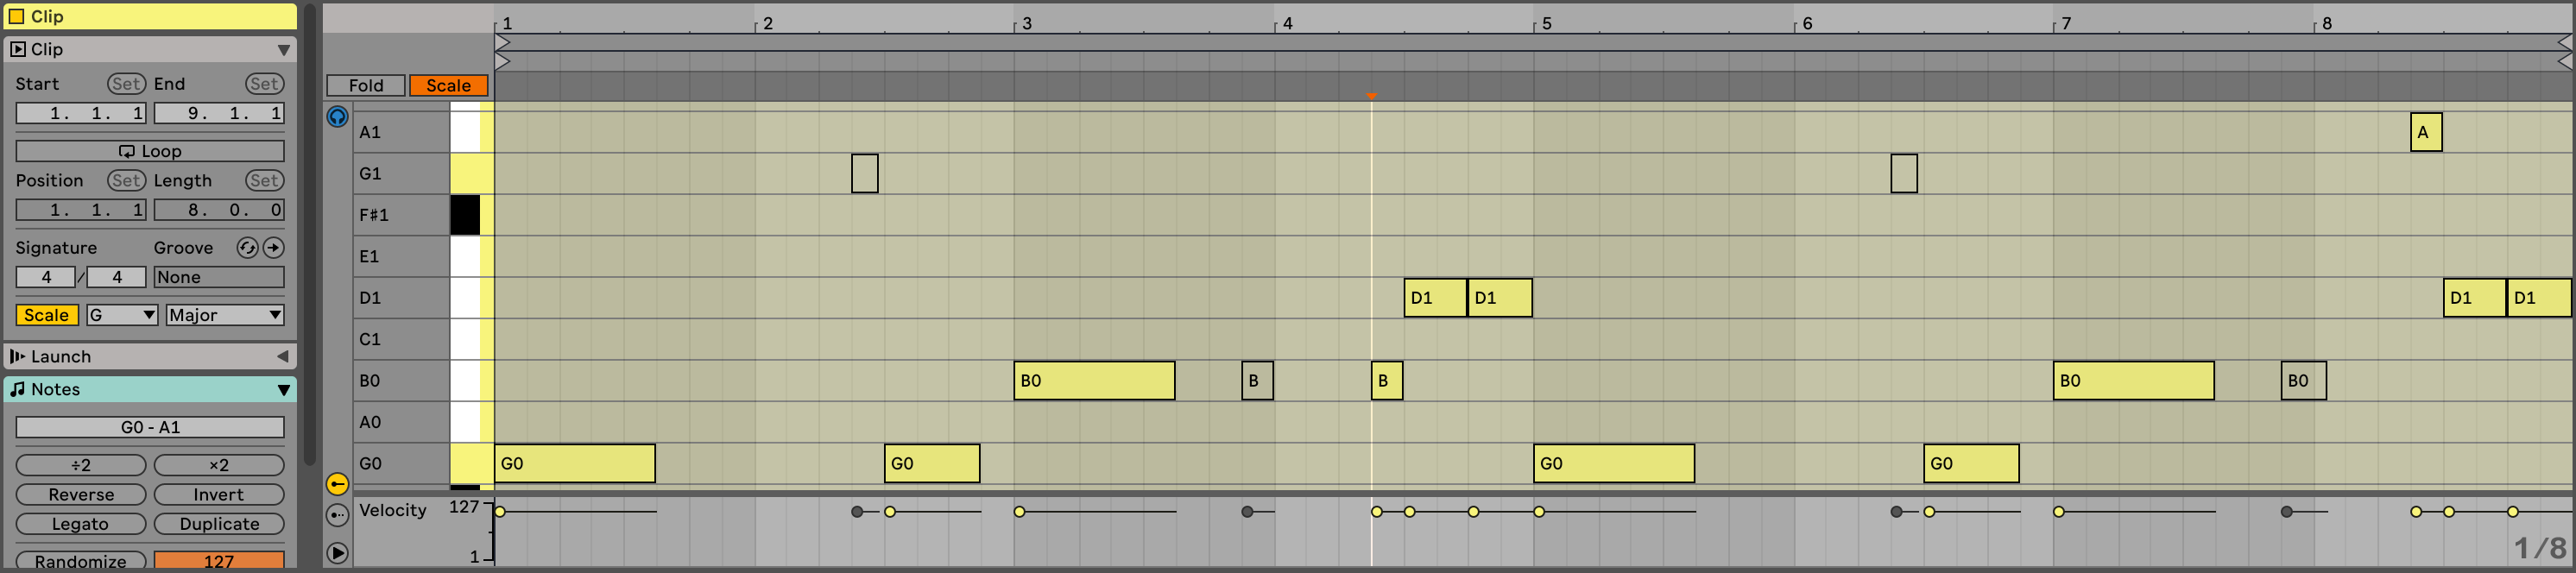 Clip
Clip
Start Set End Set
1. 1. 1 9. 1. 1
Loop
Position Set Length Set
1. 1. 1 8. 0. 0
Signature Groove
4 / 4 None
Scale G Major
Launch
Notes
G0 - A1
÷2 ×2
Reverse Invert
Legato Duplicate
Randomize 127
1 2 3 4 5 6 7 8
Fold Scale
A1 A
G1
F#1
E1
D1 D1 D1 D1 D1
C1
B0 B0 B B B0 B0
A0
G0 G0 G0 G0 G0
Velocity 127
1
1/8